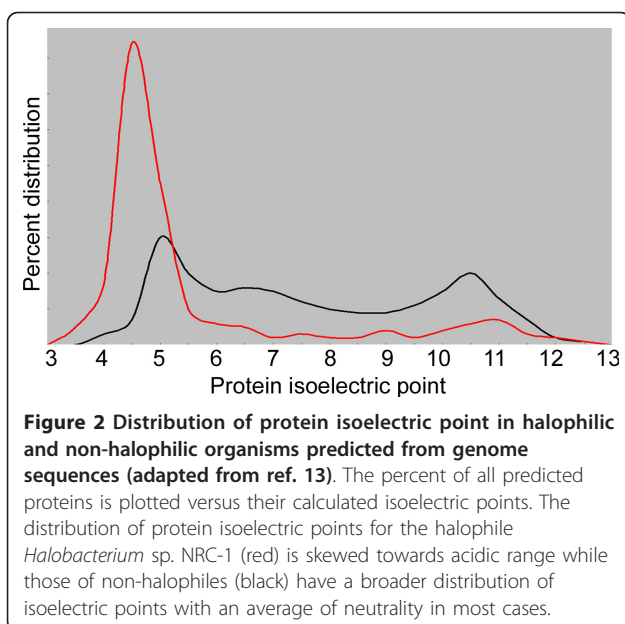 Percent distribution
3 4 5 6 7 8 9 10 11 12 13
Protein isoelectric point
Figure 2 Distribution of protein isoelectric point in halophilic
and non-halophilic organisms predicted from genome
sequences (adapted from ref. 13). The percent of all predicted
proteins is plotted versus their calculated isoelectric points. The
distribution of protein isoelectric points for the halophile
Halobacterium sp. NRC-1 (red) is skewed towards acidic range while
those of non-halophiles (black) have a broader distribution of
isoelectric points with an average of neutrality in most cases.